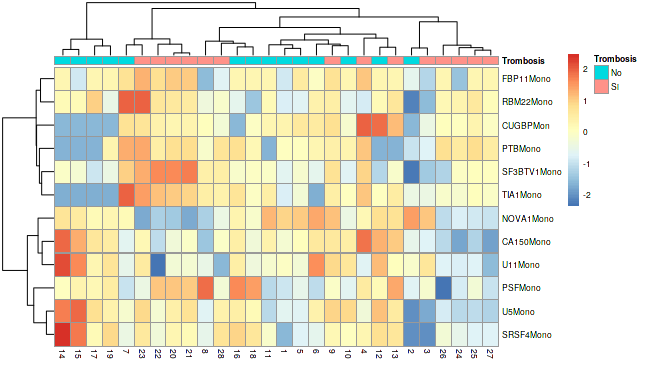 Trombosis
FBP11Mono
RBM22Mono
CUGBPMon
PTBMono
SF3BTV1Mono
TIA1Mono
NOVA1Mono
CA150Mono
U11Mono
PSFMono
U5Mono
SRSF4Mono
14 15 17 19 7 23 22 20 21 8 28 16 18 11 1 5 6 9 10 4 12 13 2 3 26 24 25 27
2
1
0
-1
-2
Trombosis
No
SI